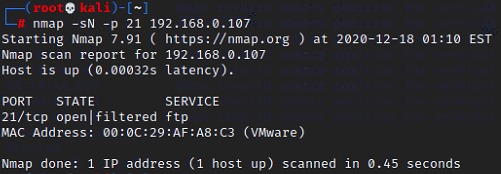 (root💀kali)-[~]
# nmap -sN -p 21 192.168.0.107
Starting Nmap 7.91 ( https://nmap.org ) at 2020-12-18 01:10 EST
Nmap scan report for 192.168.0.107
Host is up (0.00032s latency).
PORT   STATE         SERVICE
21/tcp open|filtered ftp
MAC Address: 00:0C:29:AF:A8:C3 (VMware)
Nmap done: 1 IP address (1 host up) scanned in 0.45 seconds